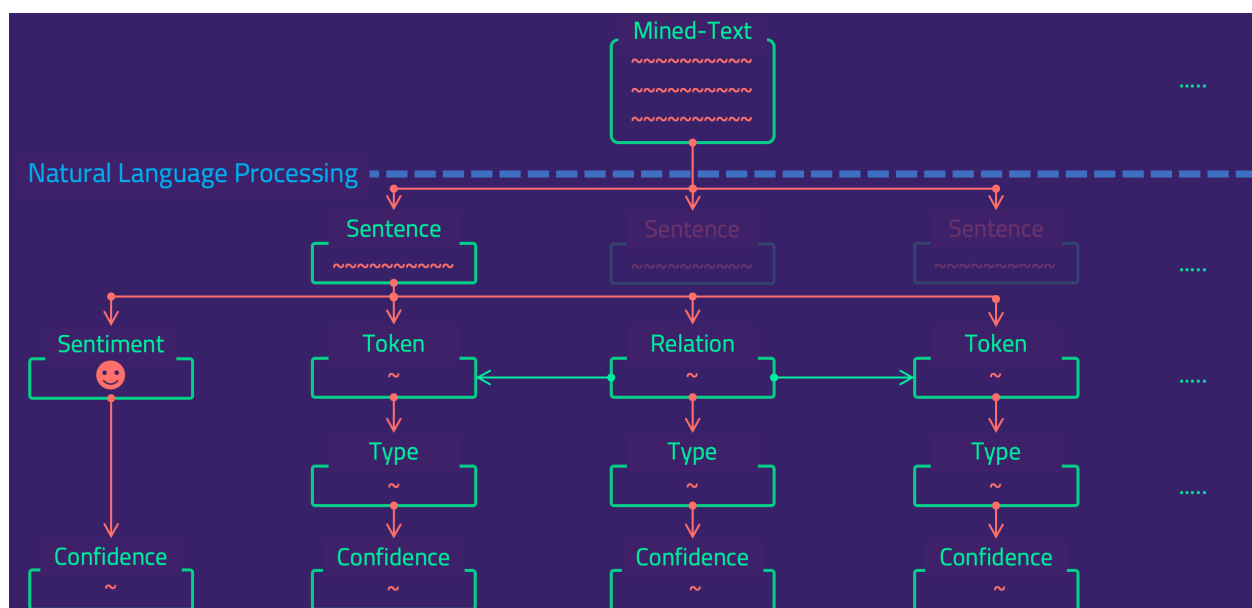 Mined-Text
~~~~~~~~~~
~~~~~~~~~~
~~~~~~~~~~
.....
Natural Language Processing
Sentence Sentence Sentence
~~~~~~~~~~ ~~~~~~~~~~ ~~~~~~~~~~ .....
Sentiment Token Relation Token
~ ~ ~ .....
Type Type Type
~ ~ ~ .....
Confidence Confidence Confidence Confidence
~ ~ ~ ~